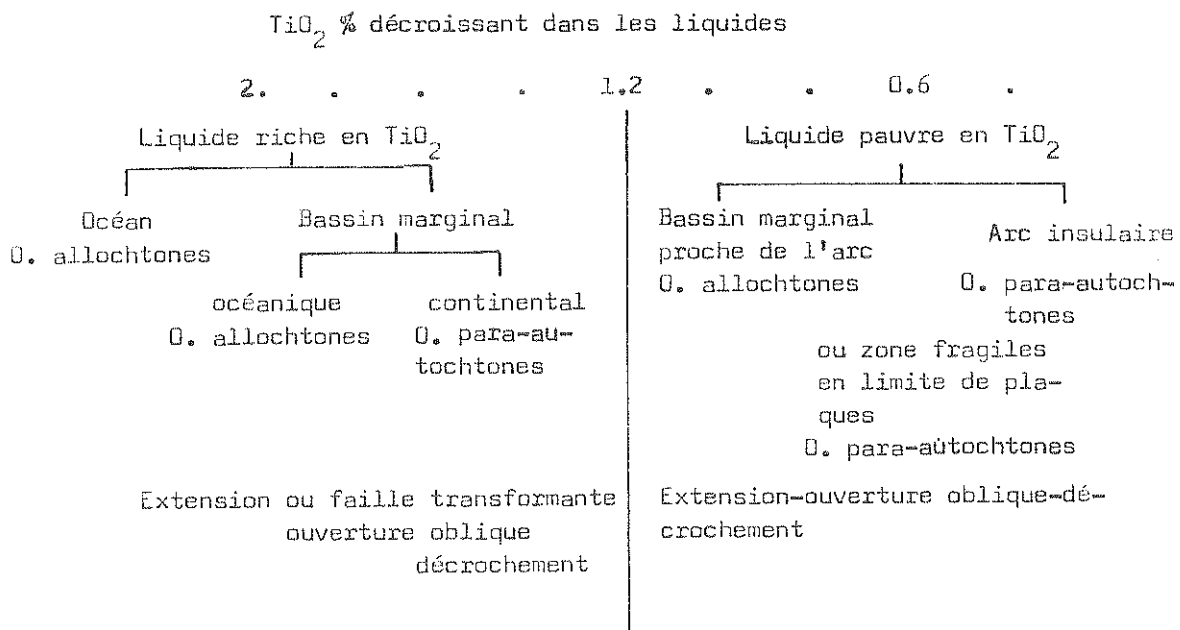 TiO2 % décroissant dans les liquides
2. . . . 1.2 . . 0.6 .
Liquide riche en TiO2
Océan
O. allochtones
Bassin marginal
océanique
O. allochtones
continental
O. para-au-
tochtones
Extension ou faille transformante
ouverture oblique
décrochement
Liquide pauvre en TiO2
Bassin marginal
proche de l'arc
O. allochtones
Arc insulaire
O. para-autoch-
tones
ou zone fragiles
en limite de pla-
ques
O. para-aùtochtones
Extension-ouverture oblique-dé-
crochement